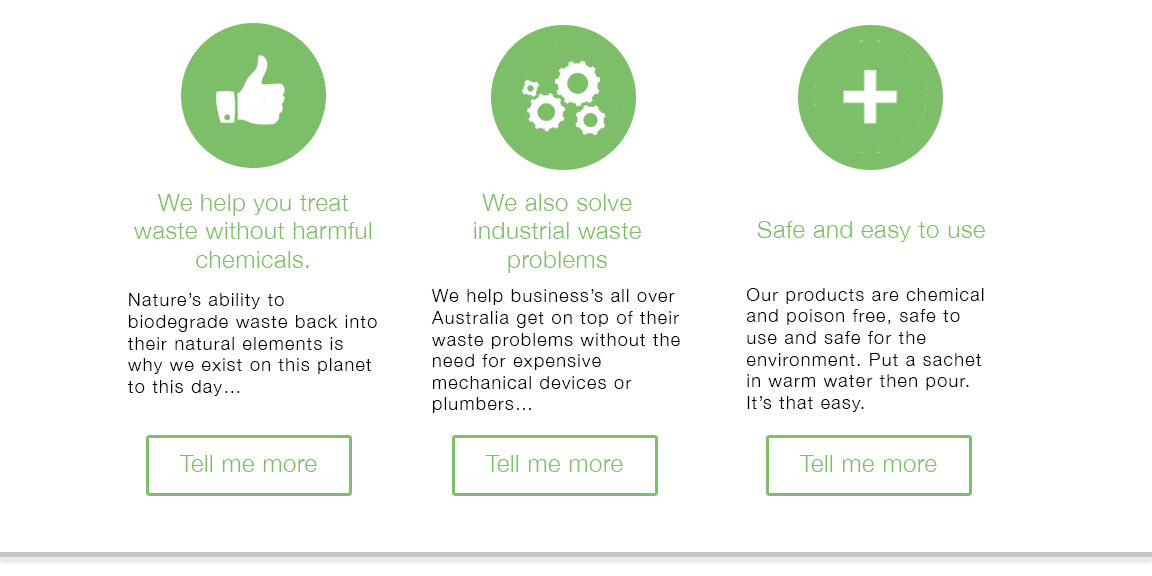 We help you treat
waste without harmful
chemicals.
Nature’s ability to
biodegrade waste back into
their natural elements is
why we exist on this planet
to this day...
Tell me more
We also solve
industrial waste
problems
We help business’s all over
Australia get on top of their
waste problems without the
need for expensive
mechanical devices or
plumbers...
Tell me more
Safe and easy to use
Our products are chemical
and poison free, safe to
use and safe for the
environment. Put a sachet
in warm water then pour.
It’s that easy.
Tell me more